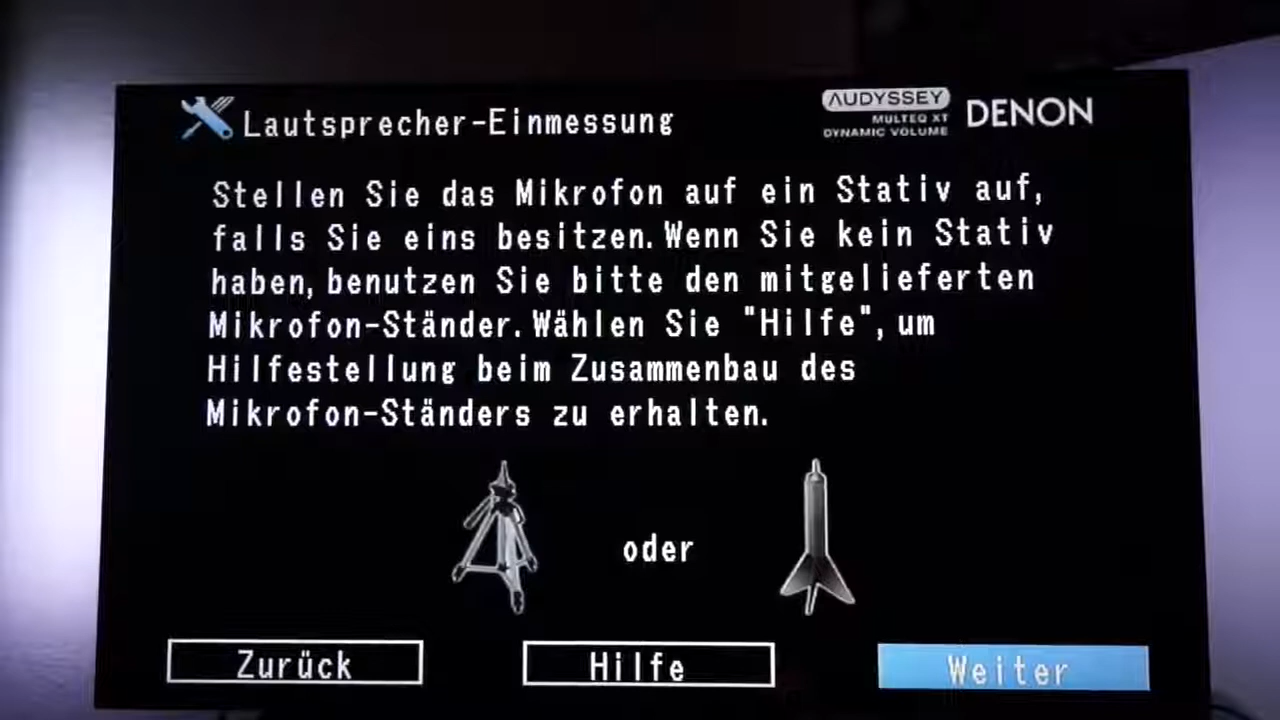 Lautsprecher-Einmessung
AUDYSSEY
MULTEQ XT
DYNAMIC VOLUME
DENON
Stellen Sie das Mikrofon auf ein Stativ auf,
falls Sie eins besitzen. Wenn Sie kein Stativ
haben, benutzen Sie bitte den mitgelieferten
Mikrofon-Ständer. Wählen Sie "Hilfe", um
Hilfestellung beim Zusammenbau des
Mikrofon-Ständers zu erhalten.
oder
Zurück
Hilfe
Weiter